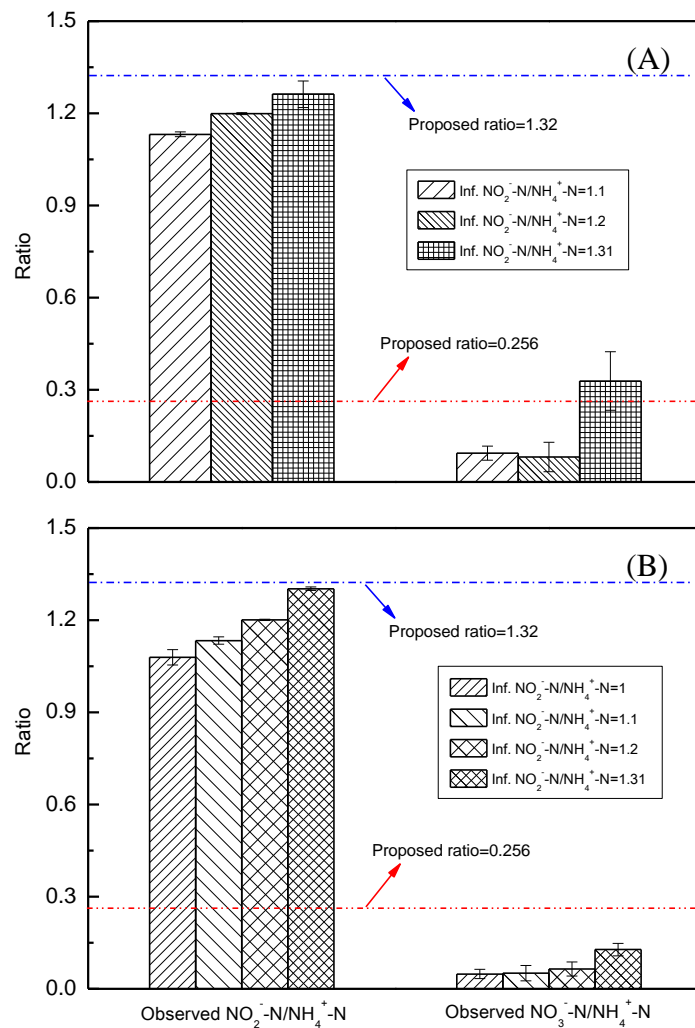 1.5
(A)
Proposed ratio=1.32
1.2
Inf. NO₂⁻-N/NH₄⁺-N=1.1
Inf. NO₂⁻-N/NH₄⁺-N=1.2
Inf. NO₂⁻-N/NH₄⁺-N=1.31
0.9
Ratio
0.6
Proposed ratio=0.256
0.3
0.0
1.5
(B)
Proposed ratio=1.32
1.2
Inf. NO₂⁻-N/NH₄⁺-N=1
Inf. NO₂⁻-N/NH₄⁺-N=1.1
Inf. NO₂⁻-N/NH₄⁺-N=1.2
Inf. NO₂⁻-N/NH₄⁺-N=1.31
0.9
Ratio
0.6
Proposed ratio=0.256
0.3
0.0
Observed NO₂⁻-N/NH₄⁺-N
Observed NO₃⁻-N/NH₄⁺-N